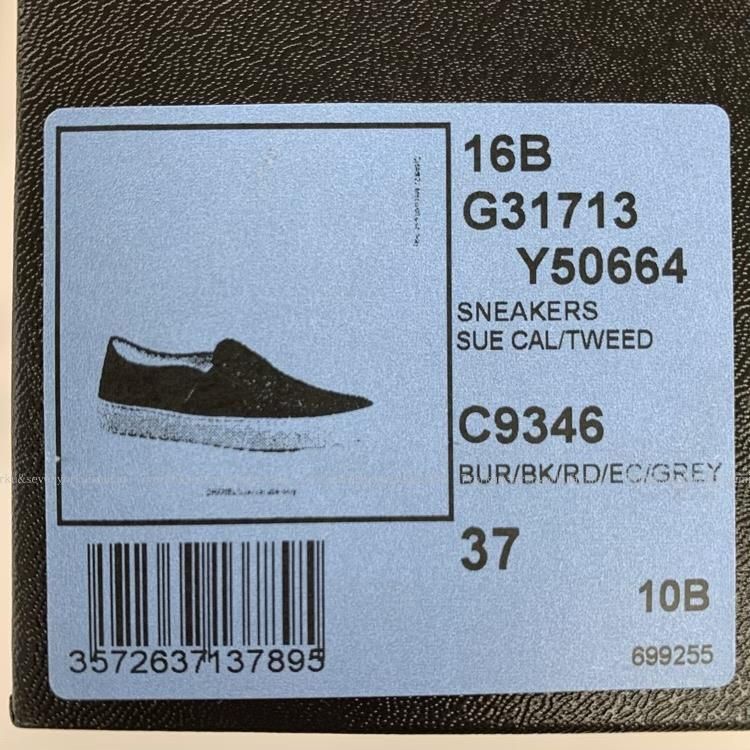 16B
G31713
Y50664
SNEAKERS
SUE CAL/TWEED
C9346
BUR/BK/RD/EC/GREY
37
10B
699255
3572637137895